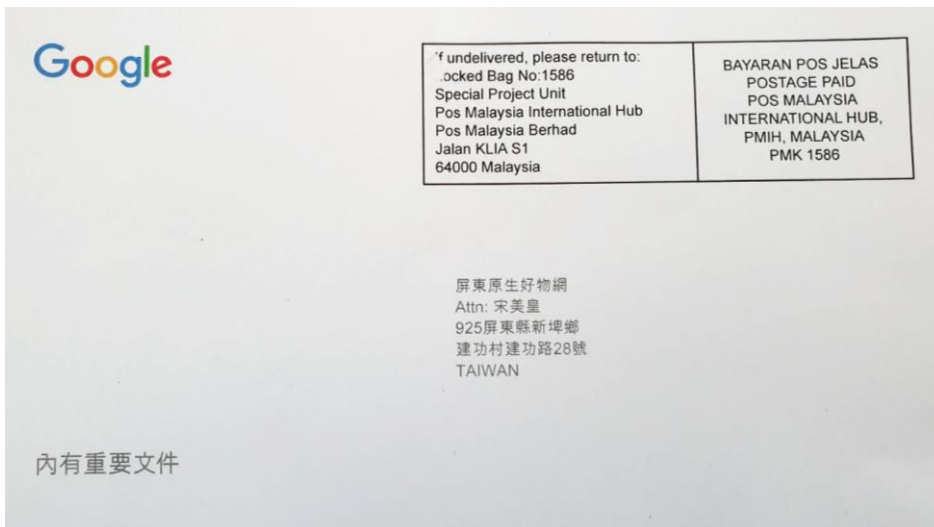 Google
f undelivered, please return to:
ocked Bag No:1586
Special Project Unit
Pos Malaysia International Hub
Pos Malaysia Berhad
Jalan KLIA S1
64000 Malaysia
BAYARAN POS JELAS
POSTAGE PAID
POS MALAYSIA
INTERNATIONAL HUB,
PMIH, MALAYSIA
PMK 1586
屏東原生好物網
Attn: 宋美皇
925屏東縣新埤鄉
建功村建功路28號
TAIWAN
內有重要文件